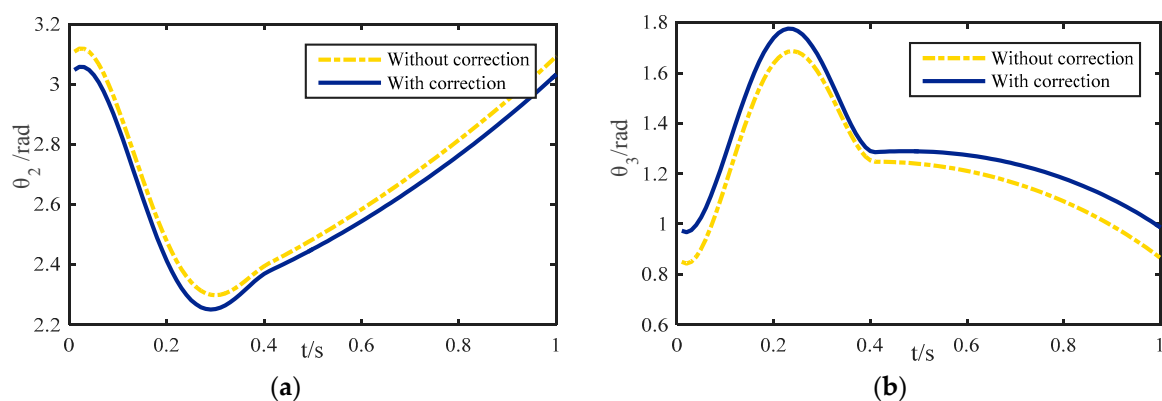 3.2
3
2.8
2.6
2.4
2.2
θ2/rad
0
0.2
0.4
0.6
0.8
1
t/s
Without correction
With correction
(a)
1.8
1.6
1.4
1.2
1
0.8
0.6
θ3/rad
0
0.2
0.4
0.6
0.8
1
t/s
Without correction
With correction
(b)